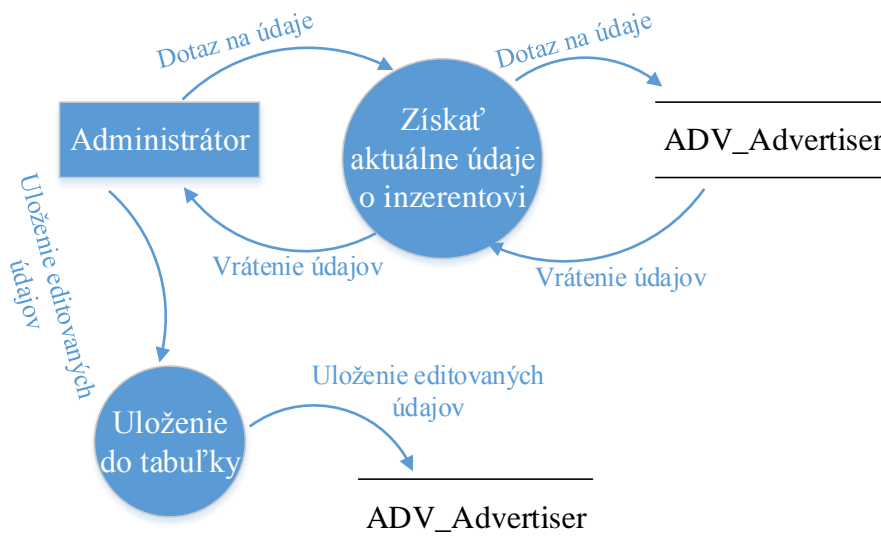 Dotaz na údaje
Dotaz na údaje
Administrátor
Získať
aktuálne údaje
o inzerentovi
ADV_Advertiser
Vrátenie údajov
Vrátenie údajov
Uloženie editovaných
údajov
Uloženie editovaných
údajov
Uloženie
do tabuľky
ADV_Advertiser